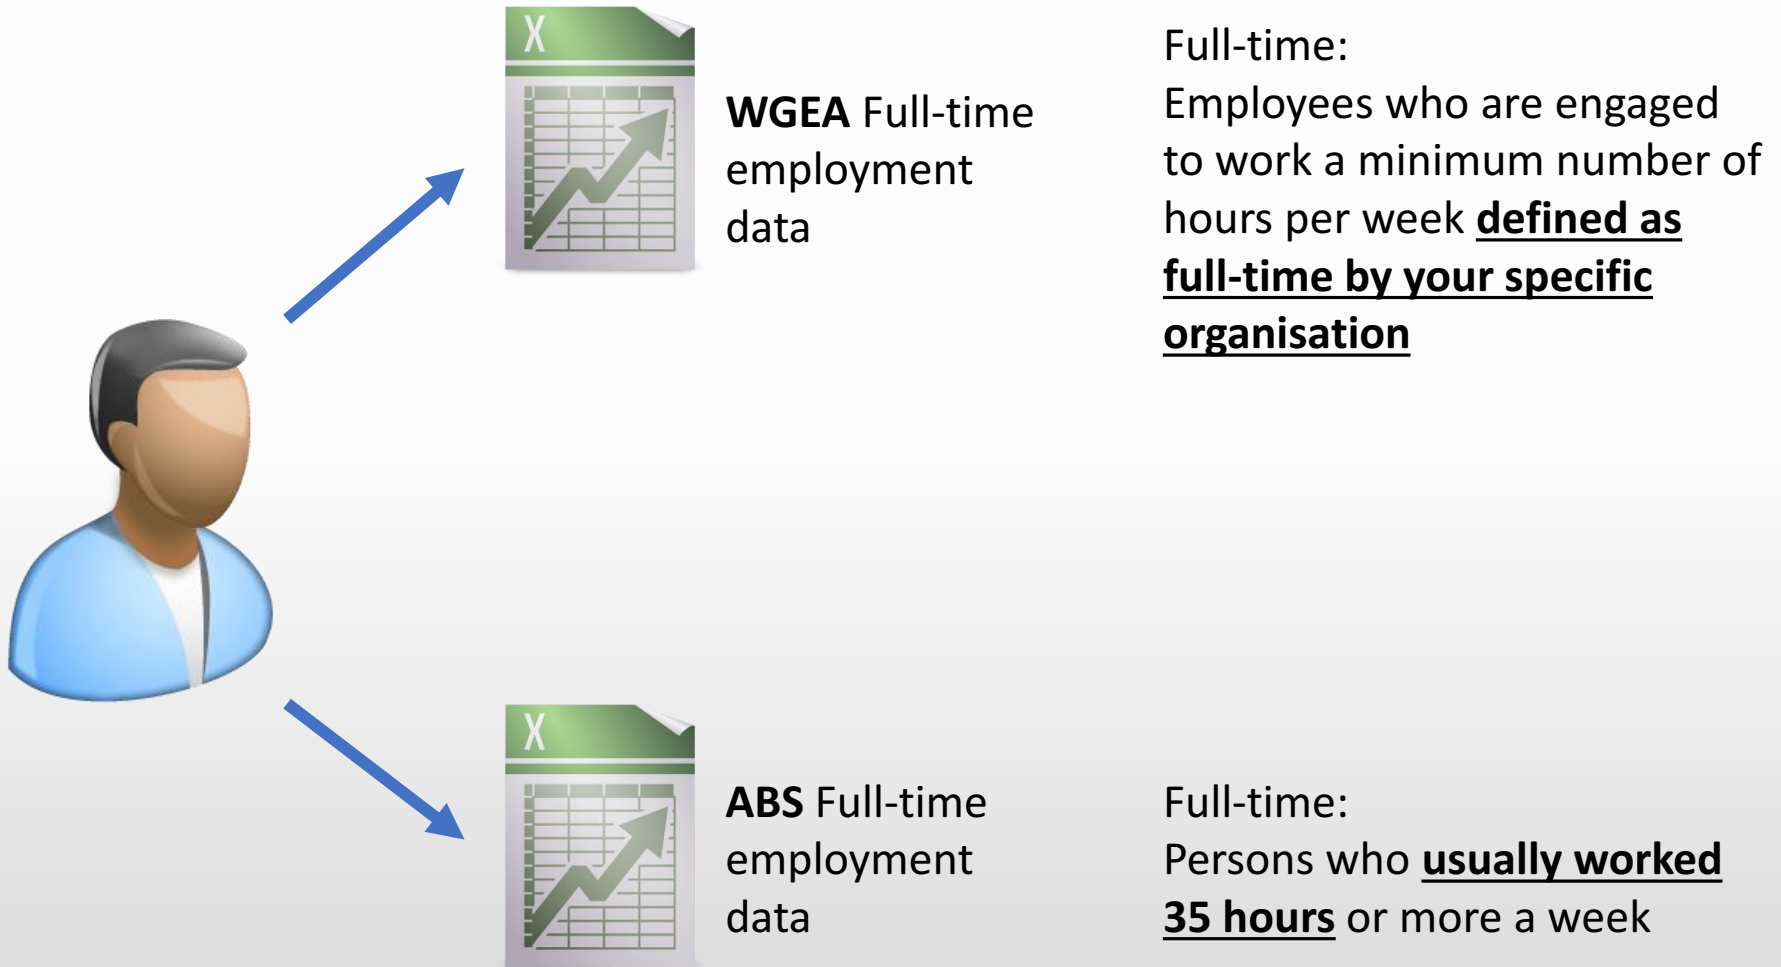 X
WGEA Full-time
employment
data
Full-time:
Employees who are engaged
to work a minimum number of
hours per week defined as
full-time by your specific
organisation
X
ABS Full-time
employment
data
Full-time:
Persons who usually worked
35 hours or more a week